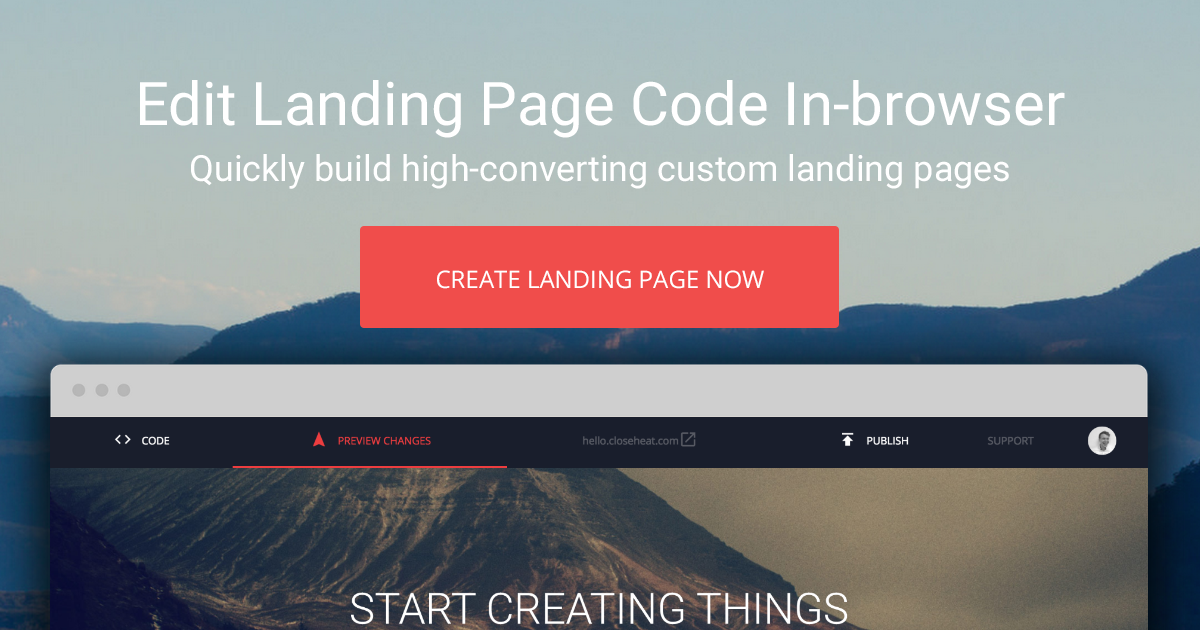 Edit Landing Page Code In-browser
Quickly build high-converting custom landing pages
CREATE LANDING PAGE NOW
<> CODE
PREVIEW CHANGES
hello.closeheat.com
PUBLISH
SUPPORT
START CREATING THINGS